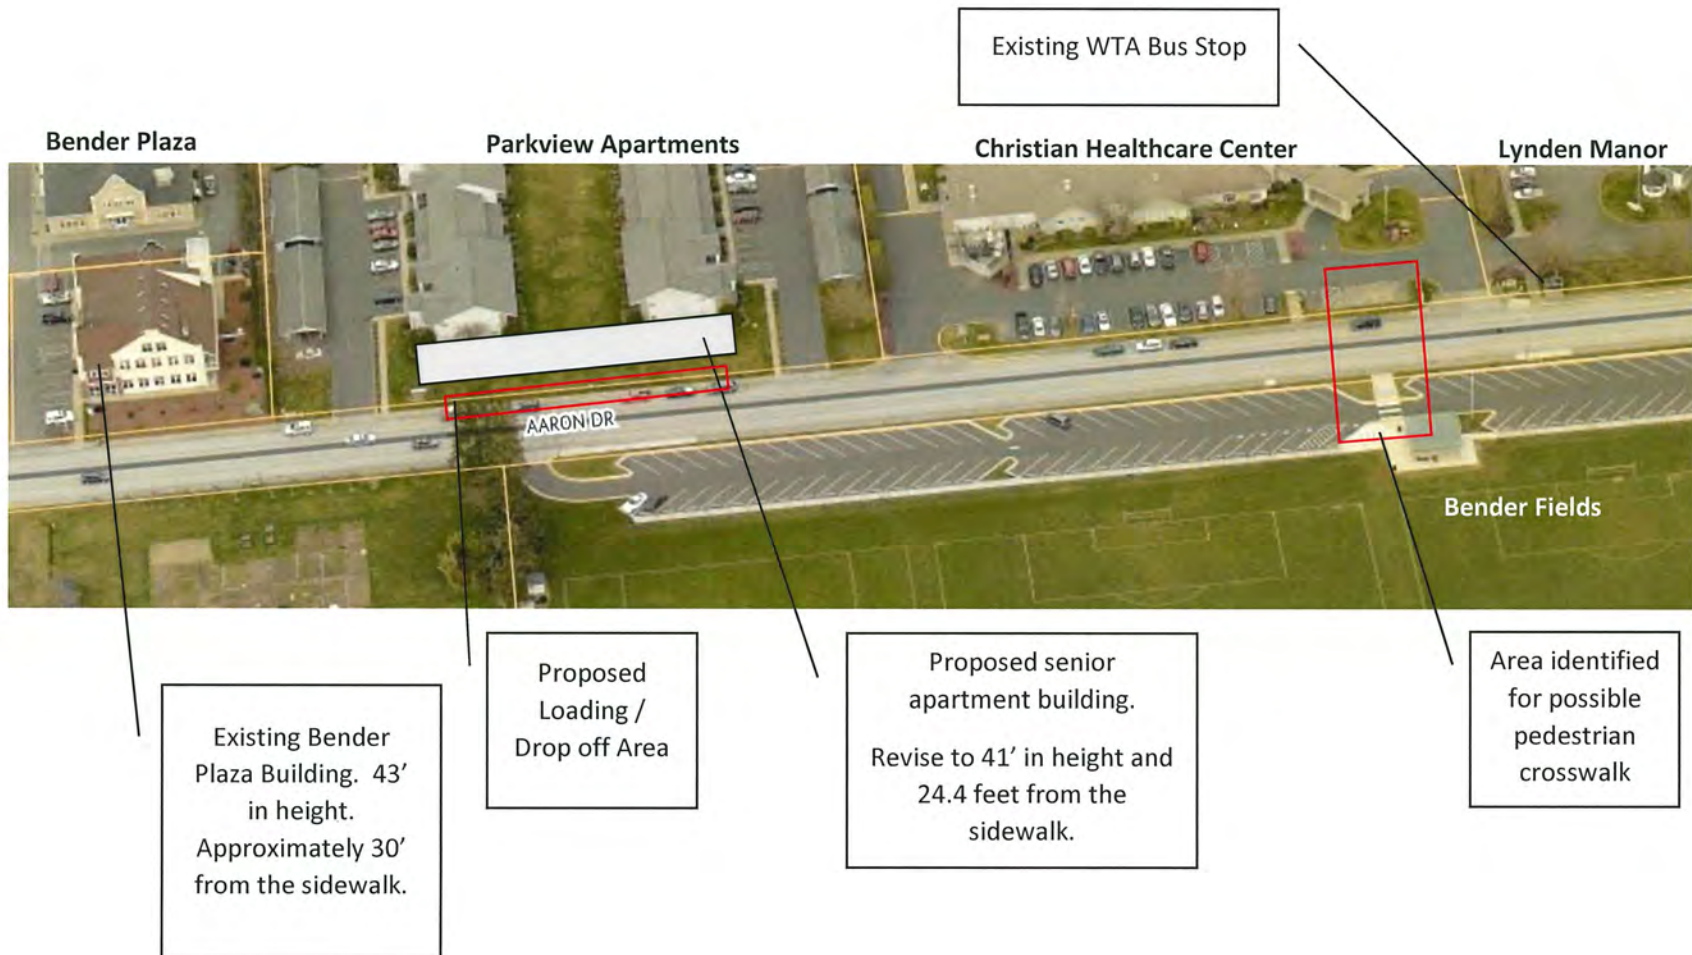 Existing WTA Bus Stop
Bender Plaza
Parkview Apartments
Christian Healthcare Center
Lynden Manor
AARON DR
Bender Fields
Existing Bender
Plaza Building. 43'
in height.
Approximately 30'
from the sidewalk.
Proposed
Loading /
Drop off Area
Proposed senior
apartment building.
Revise to 41' in height and
24.4 feet from the
sidewalk.
Area identified
for possible
pedestrian
crosswalk